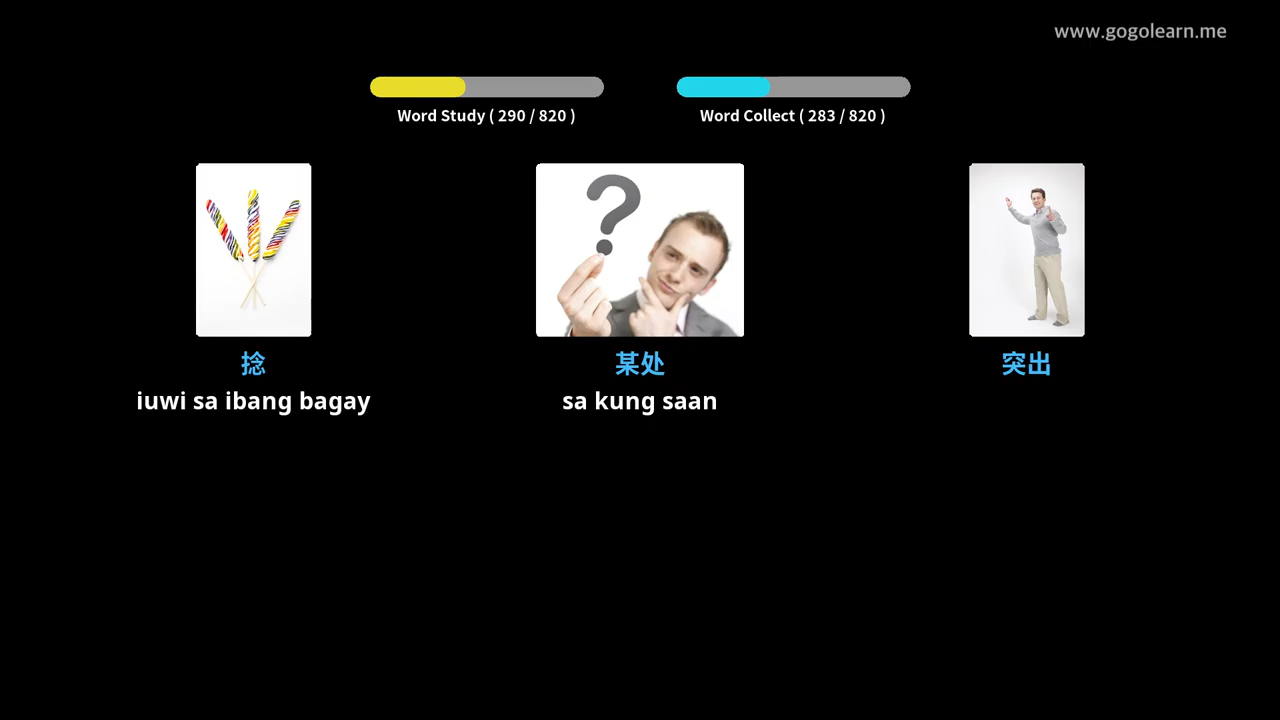 www.gogolearn.me
Word Study ( 290 / 820 )
Word Collect ( 283 / 820 )
捻
某处
突出
iuwi sa ibang bagay
sa kung saan